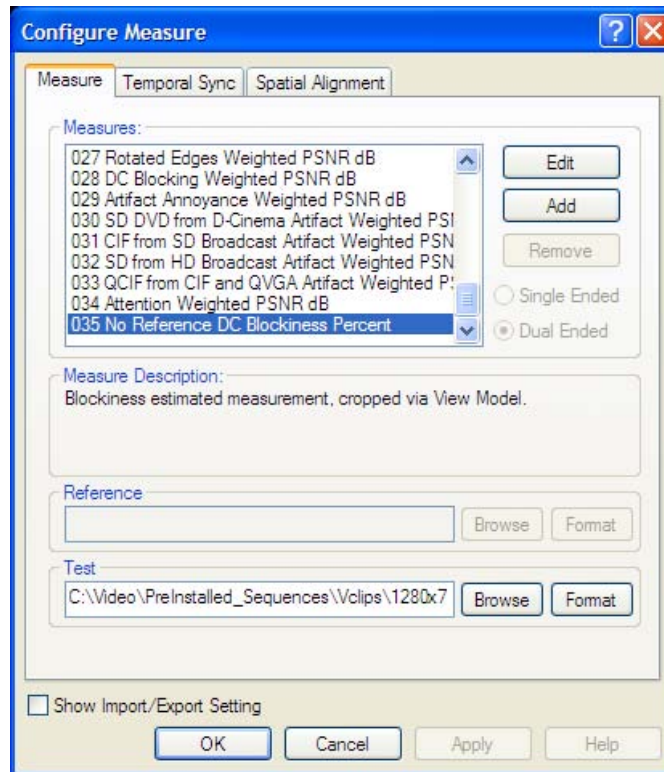 Configure Measure
Measure
Temporal Sync
Spatial Alignment
Measures:
027 Rotated Edges Weighted PSNR dB
028 DC Blocking Weighted PSNR dB
029 Artifact Annoyance Weighted PSNR dB
030 SD DVD from D-Cinema Artifact Weighted PSI
031 CIF from SD Broadcast Artifact Weighted PSN
032 SD from HD Broadcast Artifact Weighted PSN
033 QCIF from CIF and QVGA Artifact Weighted P
034 Attention Weighted PSNR dB
035 No Reference DC Blockiness Percent
Edit
Add
Remove
Single Ended
Dual Ended
Measure Description:
Blockiness estimated measurement, cropped via View Model.
Reference
Browse
Format
Test
C:\Video\PreInstalled_Sequences\Vclips\1280x7
Browse
Format
Show Import/Export Setting
OK
Cancel
Apply
Help